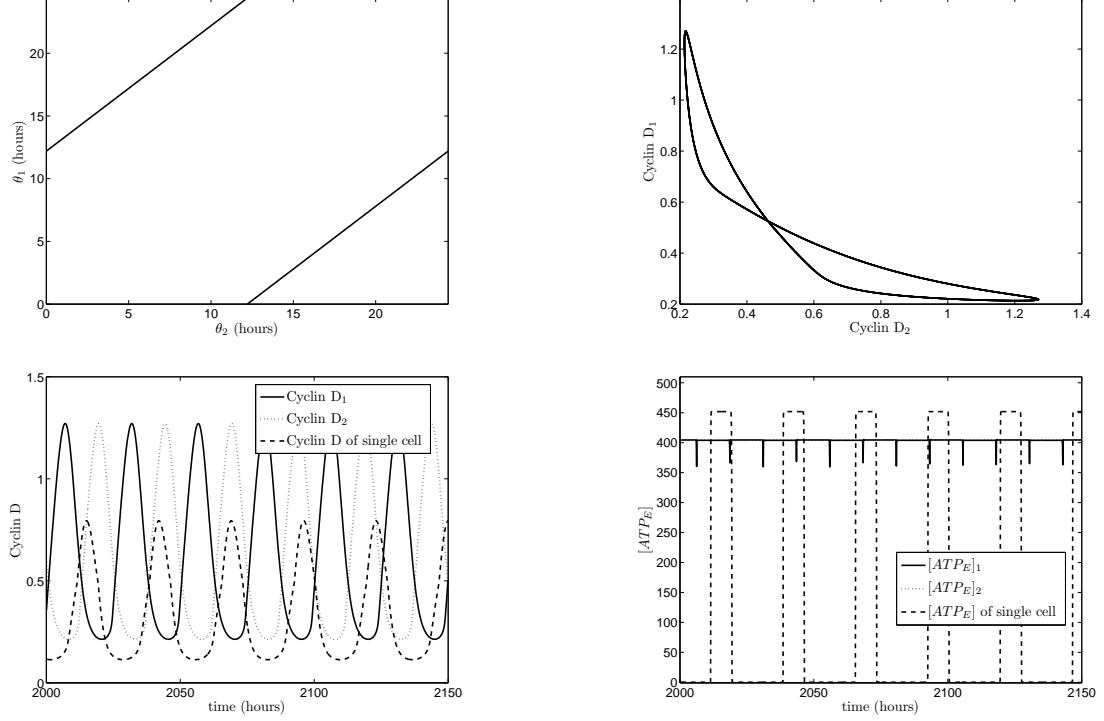 20
15
10
5
0
θ1 (hours)
0 5 10 15 20
θ2 (hours)
1.2
1
0.8
0.6
0.4
0.2
Cyclin D1
0.2 0.4 0.6 0.8 1 1.2 1.4
Cyclin D2
1.5
1
0.5
0
Cyclin D
Cyclin D1
Cyclin D2
Cyclin D of single cell
2000 2050 2100 2150
time (hours)
500
450
400
350
300
250
200
150
100
50
0
[ATPE]
[ATPE]1
[ATPE]2
[ATPE] of single cell
2000 2050 2100 2150
time (hours)